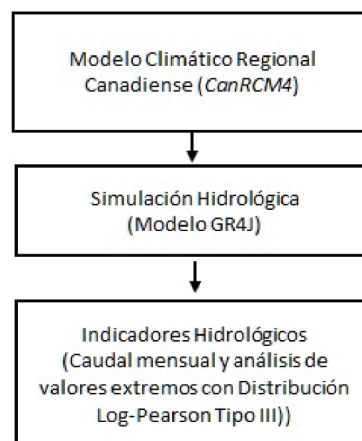 Modelo Climático Regional
Canadiense (CanRCM4)
Simulación Hidrológica
(Modelo GR4J)
Indicadores Hidrológicos
(Caudal mensual y análisis de
valores extremos con Distribución
Log-Pearson Tipo III))